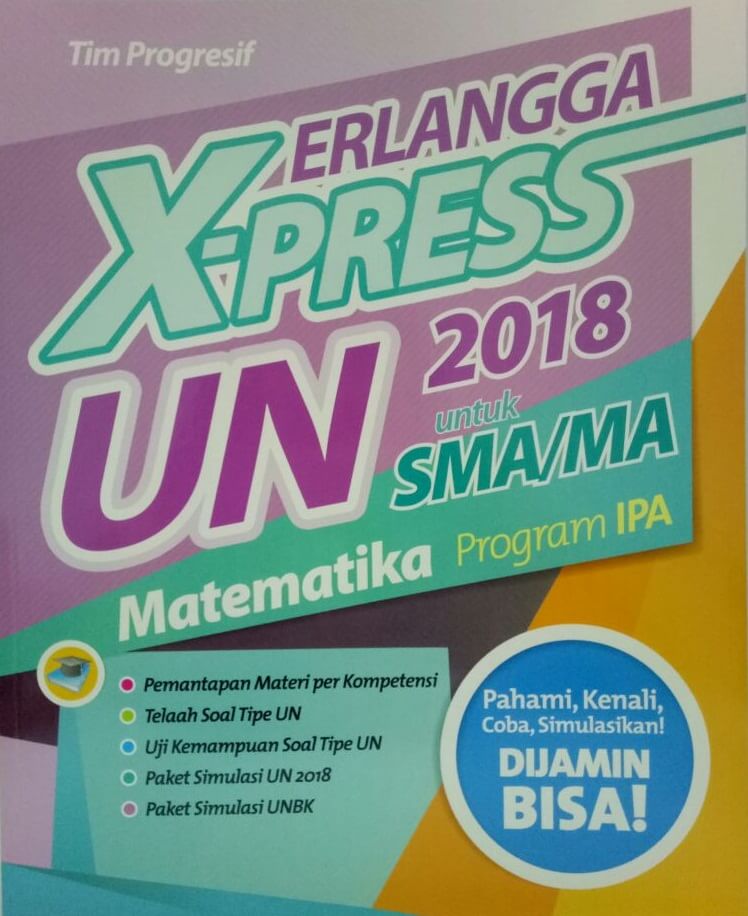 Tim Progresif
ERLANGGA
X-PRESS
UN 2018
untuk
SMA/MA
Matematika Program IPA
Pemantapan Materi per Kompetensi
Telaah Soal Tipe UN
Uji Kemampuan Soal Tipe UN
Paket Simulasi UN 2018
Paket Simulasi UNBK
Pahami, Kenali,
Coba, Simulasikan!
DIJAMIN
BISA!